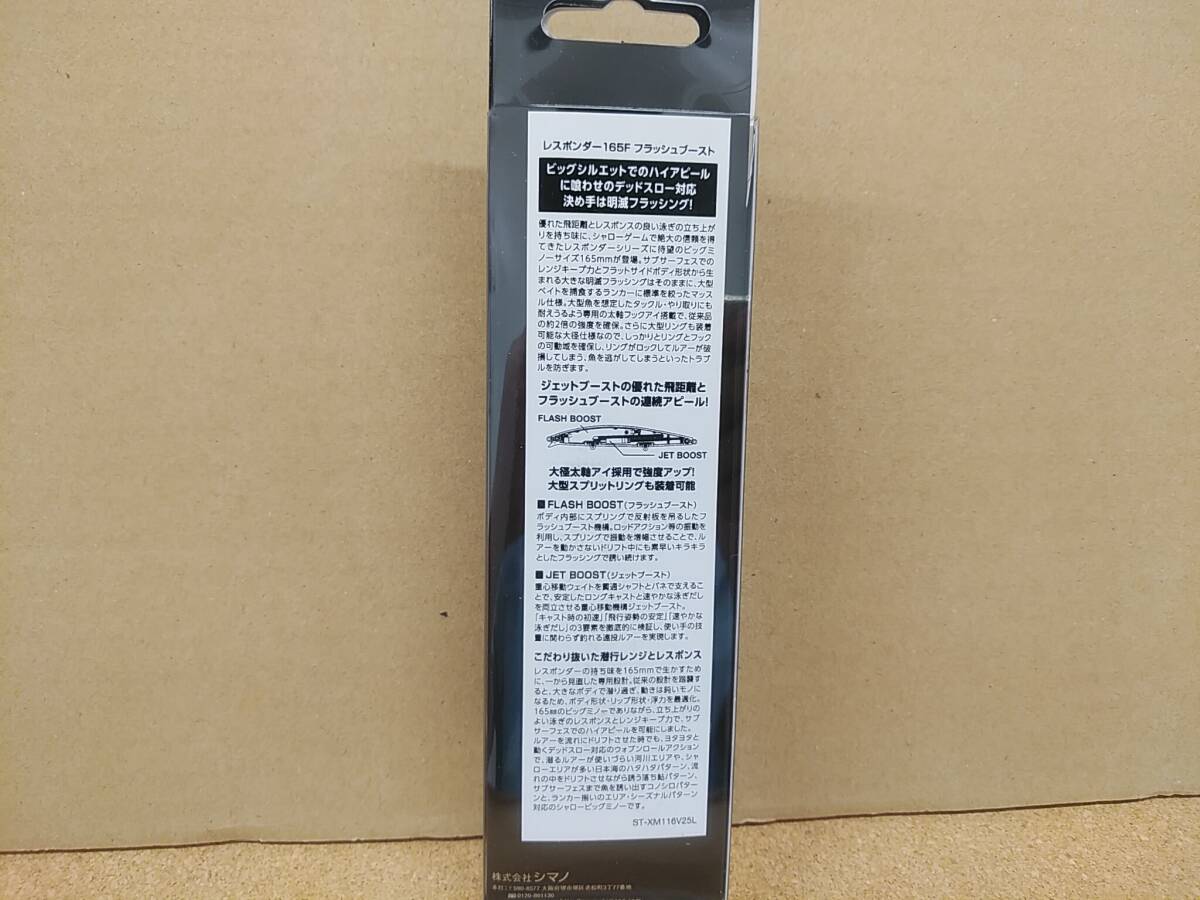 レスポンダー165F フラッシュブースト
ビッグシルエットでのハイアピール
に喰わせのデッドスロー対応
決め手は明滅フラッシング!
優れた飛距離とレスポンスの良い泳ぎの立ち上が
りを持ち味に、シャローゲームで絶大の信頼を得
てきたレスポンダーシリーズに待望のビッグミ
ノーサイズ165mmが登場。サブサーフェスでの
レンジキープ力とフラットサイドボディ形状から生
まれる大きな明滅フラッシングはそのままに、大型
ベイトを捕食するランカーに標準を絞ったマッス
ル仕様。大型魚を想定したタックル・やり取りにも
耐えうるよう専用の太軸フックアイ搭載で、従来品
の約2倍の強度を確保。さらに大型リングも装着
可能な大径仕様なので、しっかりとリングとフック
の可動域を確保し、リングがロックしてルアーが破
損してしまう、魚を逃がしてしまうといったトラブ
ルを防ぎます。
ジェットブーストの優れた飛距離と
フラッシュブーストの連続アピール!
FLASH BOOST
JET BOOST
大径太軸アイ採用で強度アップ!
大型スプリットリングも装着可能
■FLASH BOOST(フラッシュブースト)
ボディ内部にスプリングで反射板を吊るしたフ
ラッシュブースト機構。ロッドアクション等の振動を
利用し、スプリングで振動を増幅させることで、ル
アーを動かさないドリフト中にも素早いキラキラ
としたフラッシングで誘い続けます。
■JET BOOST(ジェットブースト)
重心移動ウェイトを貫通シャフトとバネで支えるこ
とで、安定したロングキャストと速やかな泳ぎだし
を両立させる重心移動機構ジェットブースト。
「キャスト時の初速」「飛行姿勢の安定」「速やかな
泳ぎだし」の3要素を徹底的に検証し、使い手の技
量に関わらず釣れる遠投ルアーを実現します。
こだわり抜いた潜行レンジとレスポンス
レスポンダーの持ち味を165mmで生かすため
に、一から見直した専用設計。従来の設計を踏襲す
ると、大きなボディで潜り過ぎ、動きは鈍いモノに
なるため、ボディ形状・リップ形状・浮力を最適化。
165㎜のビッグミノーでありながら、立ち上がりの
よい泳ぎのレスポンスとレンジキープ力で、サブ
サーフェスでのハイアピールを可能にしました。
ルアーを流れにドリフトさせた時でも、ヨタヨタと
動くデッドスロー対応のウォブンロールアクション
で、潜るルアーが使いづらい河川エリアや、シャ
ローエリアが多い日本海のハタハタパターン、流
れの中をドリフトさせながら誘う落ち鮎パターン、
サブサーフェスまで魚を誘い出すコノシロパター
ンと、ランカー揃いのエリア・シーズナルパターン
対応のシャロービッグミノーです。
ST-XM116V25L
株式会社シマノ
本社:〒590-8577 大阪府堺市堺区老松町3丁77番地
0120-861130